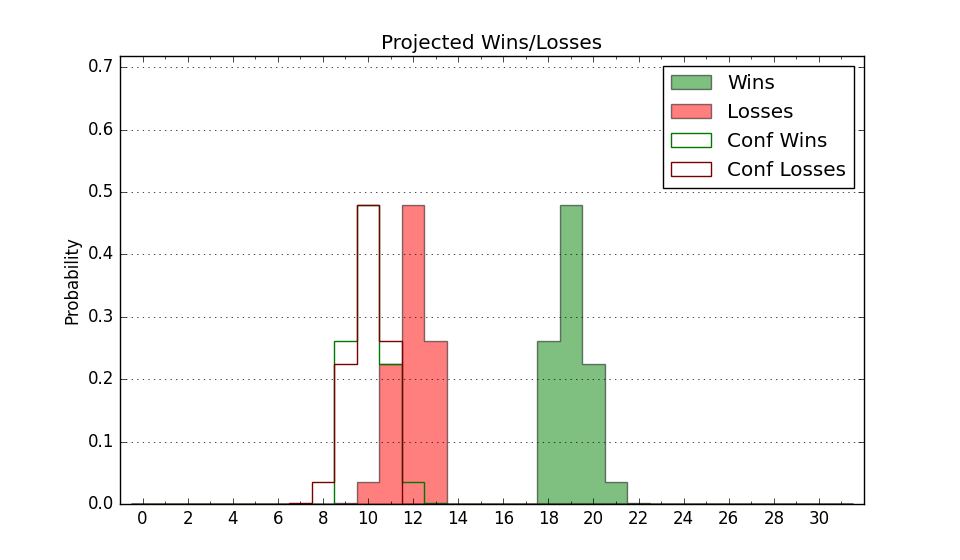 Projected Wins/Losses
Wins
Losses
Conf Wins
Conf Losses
Probability
0.7
0.6
0.5
0.4
0.3
0.2
0.1
0.0
0 2 4 6 8 10 12 14 16 18 20 22 24 26 28 30